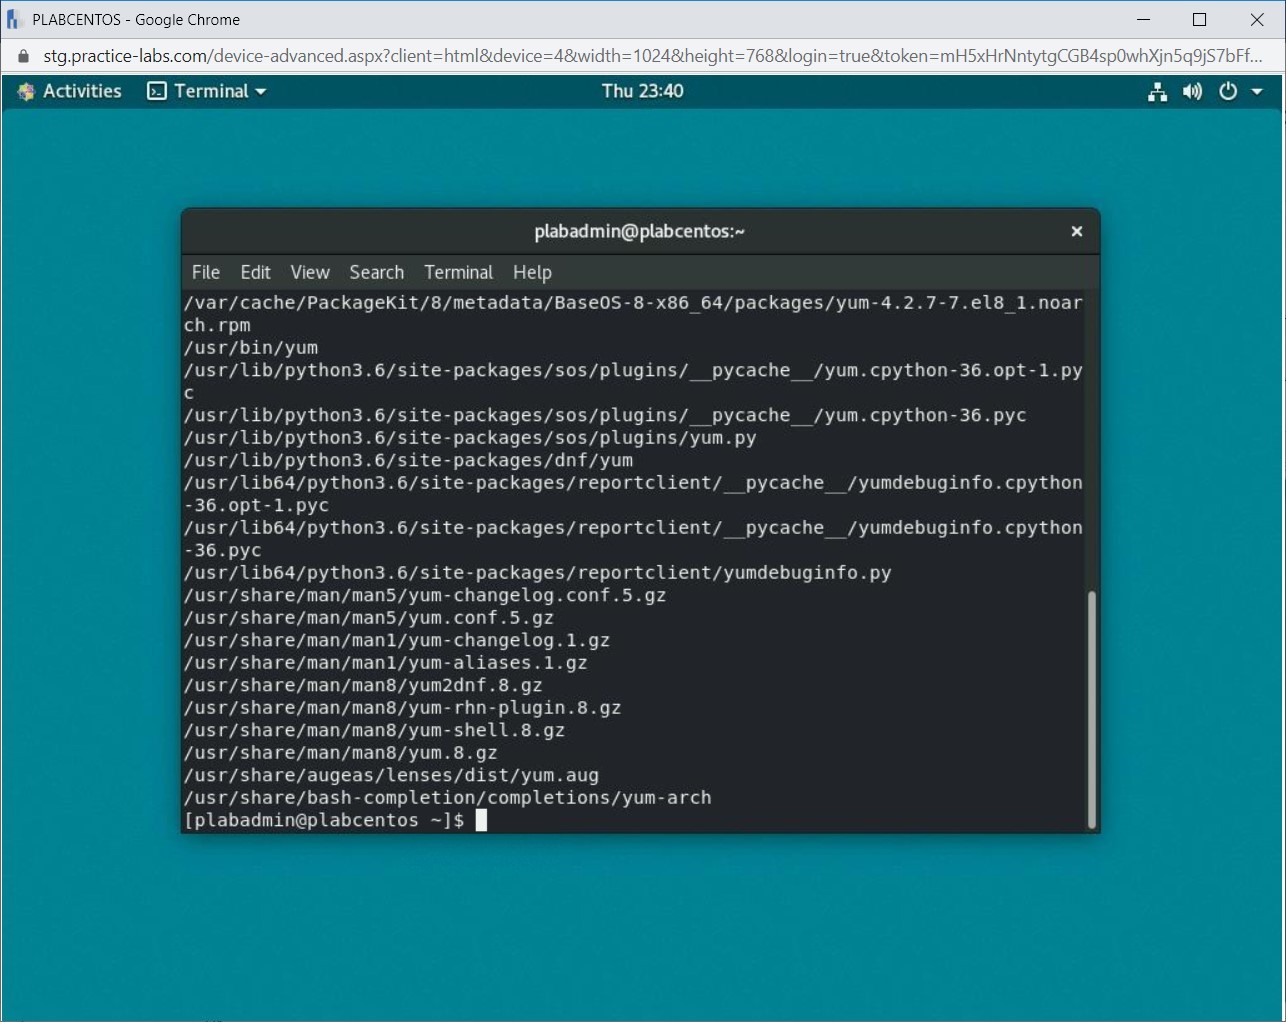 PLABCENTOS - Google Chrome
stg.practice-labs.com/device-advanced.aspx?client=html&device=4&width=1024&height=768&login=true&token=mH5xHrNntytgCGB4sp0whXjn5q9jS7bFf...
Activities Terminal Thu 23:40
plabadmin@plabcentos:~
File Edit View Search Terminal Help
/var/cache/PackageKit/8/metadata/BaseOS-8-x86_64/packages/yum-4.2.7-7.el8_1.noar
ch.rpm
/usr/bin/yum
/usr/lib/python3.6/site-packages/sos/plugins/__pycache__/yum.cpython-36.opt-1.py
c
/usr/lib/python3.6/site-packages/sos/plugins/__pycache__/yum.cpython-36.pyc
/usr/lib/python3.6/site-packages/sos/plugins/yum.py
/usr/lib/python3.6/site-packages/dnf/yum
/usr/lib64/python3.6/site-packages/reportclient/__pycache__/yumdebuginfo.cpython
-36.opt-1.pyc
/usr/lib64/python3.6/site-packages/reportclient/__pycache__/yumdebuginfo.cpython
-36.pyc
/usr/lib64/python3.6/site-packages/reportclient/yumdebuginfo.py
/usr/share/man/man5/yum-changelog.conf.5.gz
/usr/share/man/man5/yum.conf.5.gz
/usr/share/man/man1/yum-changelog.1.gz
/usr/share/man/man1/yum-aliases.1.gz
/usr/share/man/man8/yum2dnf.8.gz
/usr/share/man/man8/yum-rhn-plugin.8.gz
/usr/share/man/man8/yum-shell.8.gz
/usr/share/man/man8/yum.8.gz
/usr/share/augeas/lenses/dist/yum.aug
/usr/share/bash-completion/completions/yum-arch
[plabadmin@plabcentos ~]$